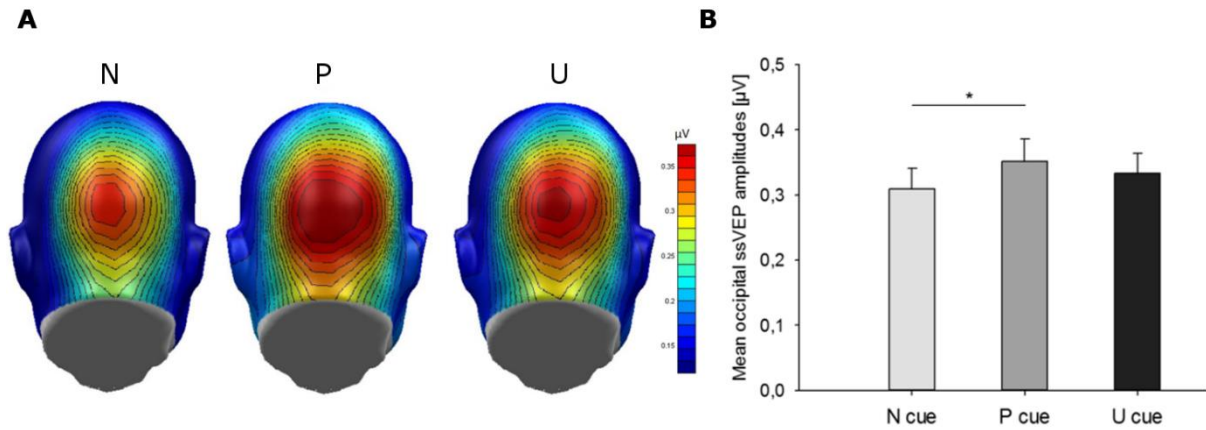 A
N
P
U
µV
0.35
0.3
0.25
0.2
0.15
B
Mean occipital ssVEP amplitudes [µV]
0,5
0,4
0,3
0,2
0,1
0,0
*
N cue
P cue
U cue